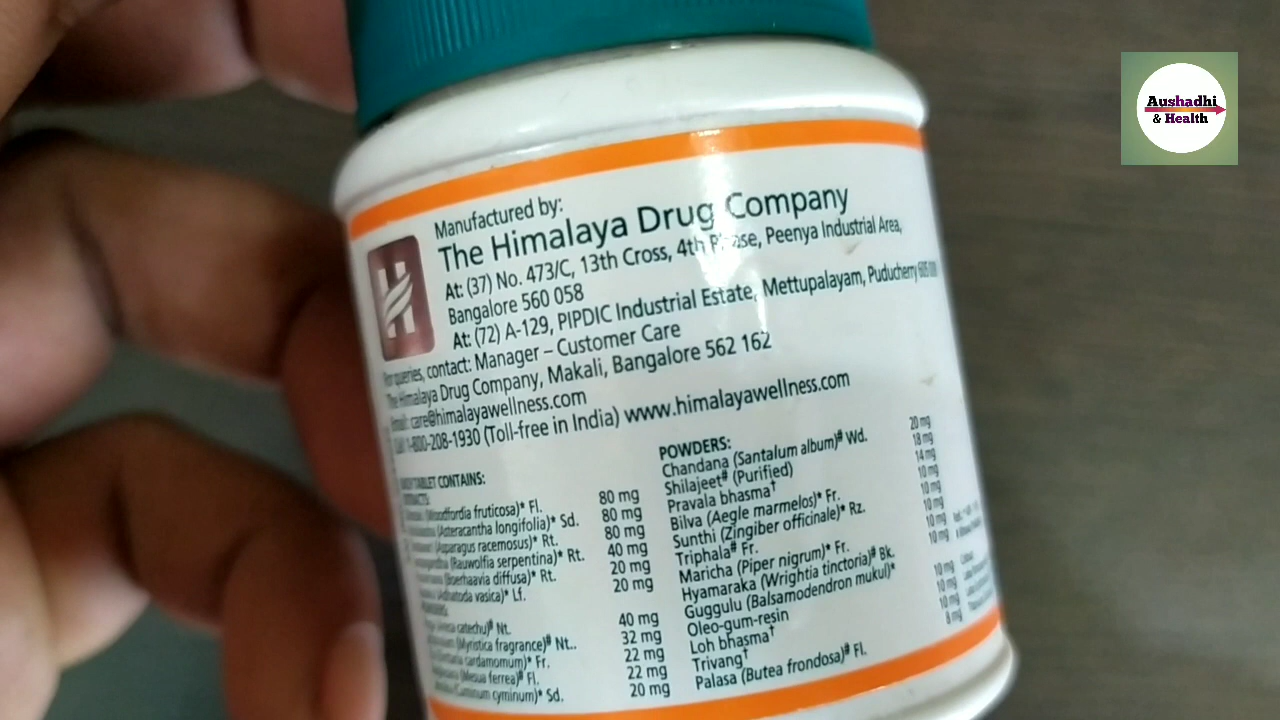 Aushadhi
& Health
Manufactured by:
The Himalaya Drug Company
At: (37) No. 473/C, 13th Cross, 4th Phase, Peenya Industrial Area,
Bangalore 560 058
At: (72) A-129, PIPDIC Industrial Estate, Mettupalayam, Puducherry
queries, contact: Manager – Customer Care
The Himalaya Drug Company, Makali, Bangalore 562 162
Email: care@himalayawellness.com
Call 1-800-208-1930 (Toll-free in India) www.himalayawellness.com
TABLET CONTAINS:
(Woodfordia fruticosa)* Fl. 80 mg
(Asteracantha longifolia)* Sd. 80 mg
(Asparagus racemosus)* Rt. 80 mg
(Rauwolfia serpentina)* Rt. 40 mg
(Boerhaavia diffusa)* Rt. 20 mg
(Adhatoda vasica)* Lf. 20 mg
(Areca catechu)# Nt. 40 mg
(Myristica fragrance)# Nt.. 32 mg
cardamomum)* Fr. 22 mg
(Mesua ferrea)# Fl. 22 mg
(Cuminum cyminum)* Sd. 20 mg
POWDERS:
Chandana (Santalum album)# Wd. 20 mg
Shilajeet# (Purified) 18 mg
Pravala bhasma† 14 mg
Bilva (Aegle marmelos)* Fr. 10 mg
Sunthi (Zingiber officinale)* Rz. 10 mg
Triphala# Fr. 10 mg
Maricha (Piper nigrum)* Fr. 10 mg
Hyamaraka (Wrightia tinctoria)# Bk. 10 mg
Guggulu (Balsamodendron mukul)*
Oleo-gum-resin 10 mg
Loh bhasma† 10 mg
Trivang† 10 mg
Palasa (Butea frondosa)# Fl. 8 mg